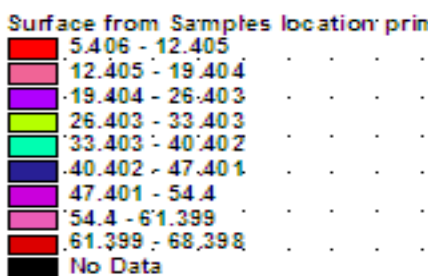 Surface from Samples location prin
5.406 - 12.405
12.405 - 19.404
19.404 - 26.403
26.403 - 33.403
33.403 - 40.402
40.402 - 47.401
47.401 - 54.4
54.4 - 61.399
61.399 - 68.398
No Data